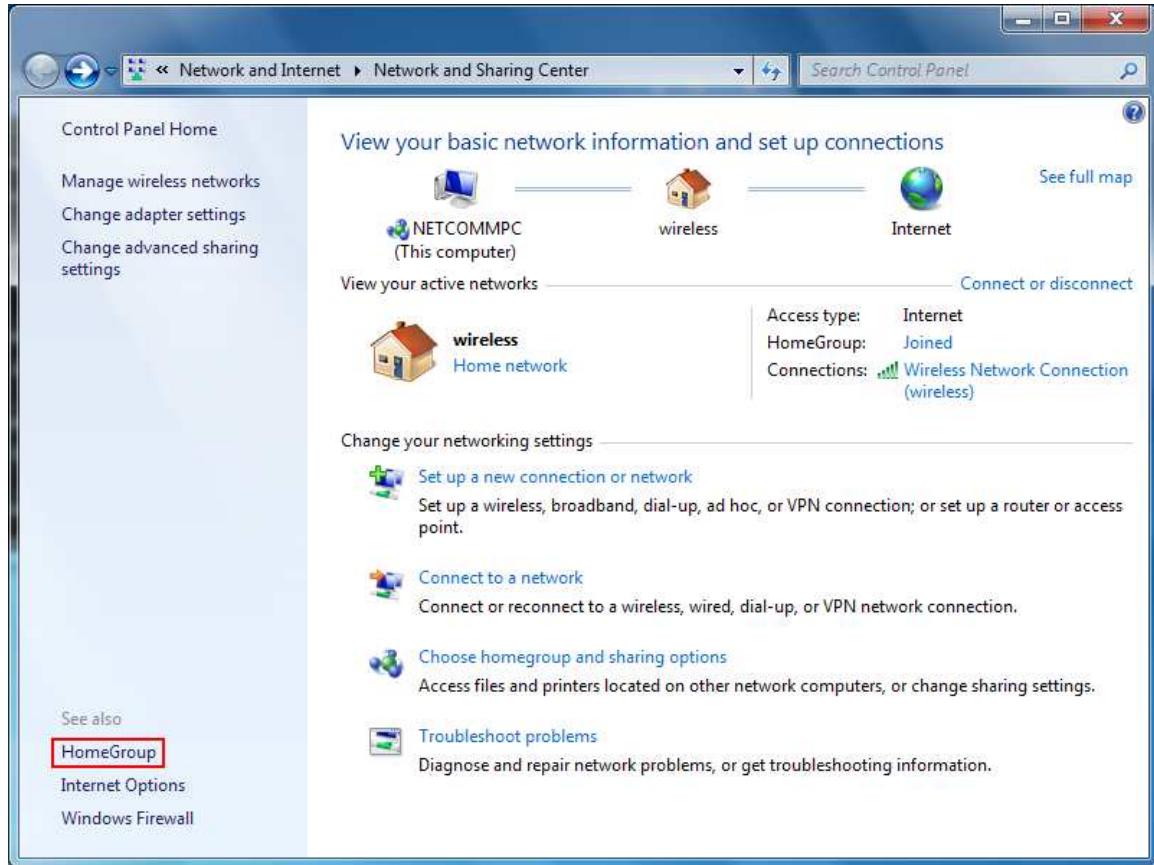 « Network and Internet ▸ Network and Sharing Center
Search Control Panel
Control Panel Home
Manage wireless networks
Change adapter settings
Change advanced sharing
settings
See also
HomeGroup
Internet Options
Windows Firewall
View your basic network information and set up connections
See full map
NETCOMMPC
(This computer)
wireless
Internet
View your active networks
Connect or disconnect
wireless
Home network
Access type: Internet
HomeGroup: Joined
Connections: Wireless Network Connection
(wireless)
Change your networking settings
Set up a new connection or network
Set up a wireless, broadband, dial-up, ad hoc, or VPN connection; or set up a router or access
point.
Connect to a network
Connect or reconnect to a wireless, wired, dial-up, or VPN network connection.
Choose homegroup and sharing options
Access files and printers located on other network computers, or change sharing settings.
Troubleshoot problems
Diagnose and repair network problems, or get troubleshooting information.